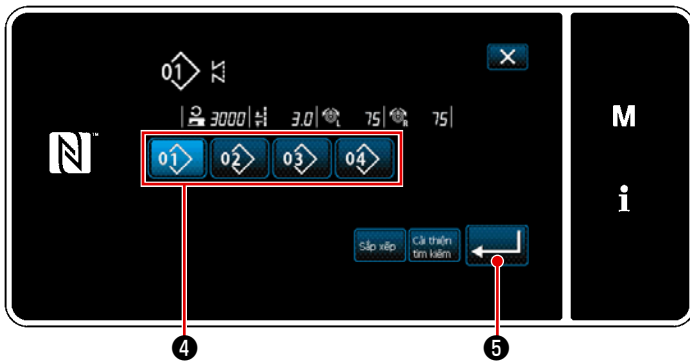 01
3000 3.0 L 75 R 75
01 02 03 04
M
i
Sắp xếp
Cải thiện
tìm kiếm
4 5